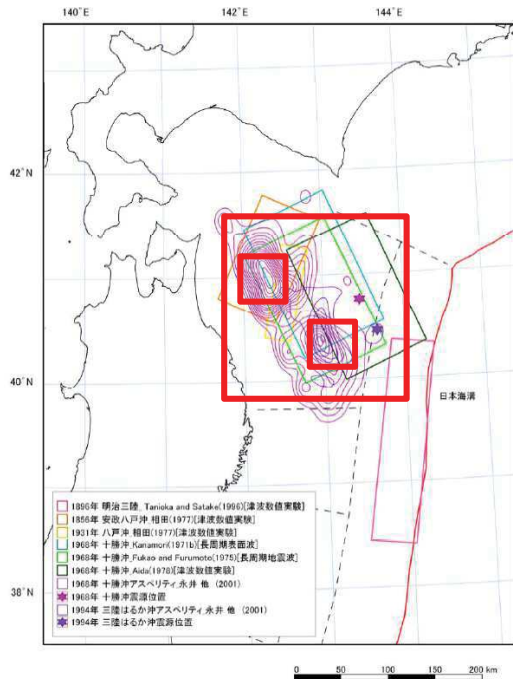 140°E
142°E
144°E
42°N
40°N
日本海溝
38°N
1896年 明治三陸_Tanioka and Satake(1996)[津波数値実験]
1856年 安政八戸沖_相田(1977)[津波数値実験]
1931年 八戸沖_相田(1977)[津波数値実験]
1968年 十勝沖_Kanamori(1971b)[長周期表面波]
1968年 十勝沖_Fukao and Furumoto(1975)[長周期地震波]
1968年 十勝沖_Aida(1978)[津波数値実験]
1968年 十勝沖アスペリティ_永井 他 (2001)
1968年 十勝沖震源位置
1994年 三陸はるか沖アスペリティ_永井 他 (2001)
1994年 三陸はるか沖震源位置
0 50 100 150 200 km